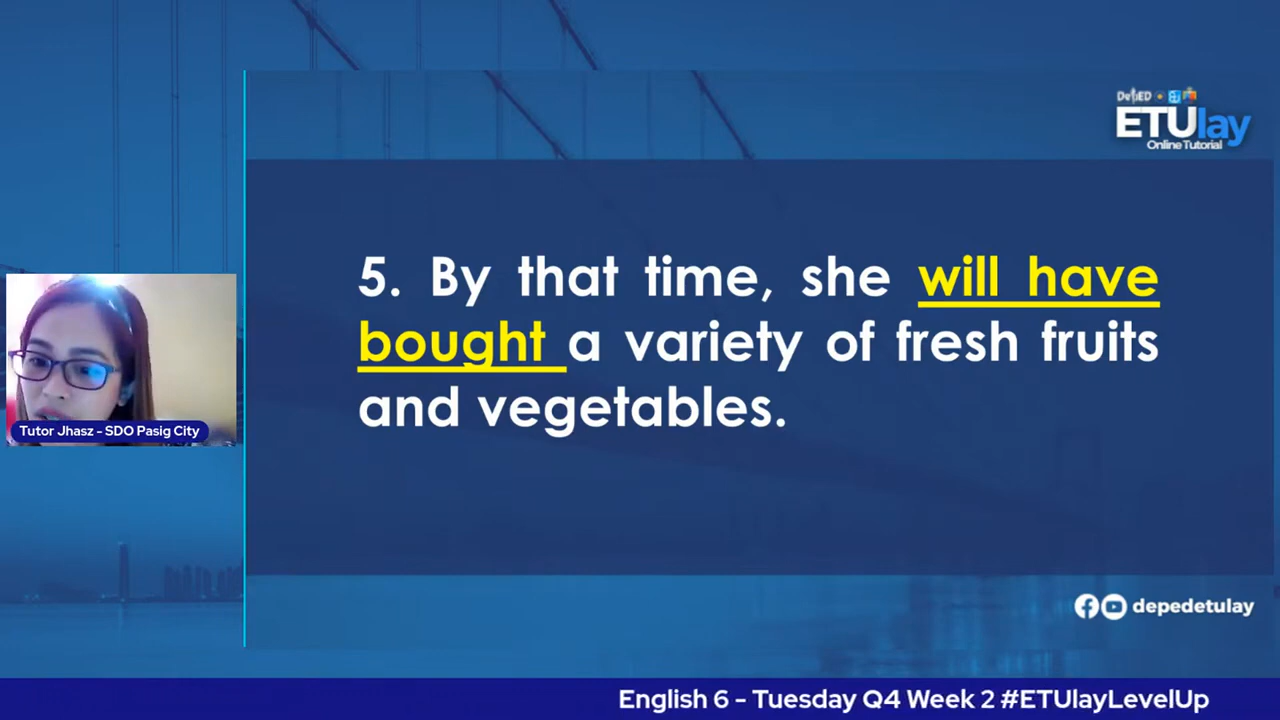 DepED
ETUlay
Online Tutorial
5. By that time, she will have
bought a variety of fresh fruits
and vegetables.
Tutor Jhasz - SDO Pasig City
depedetulay
English 6 - Tuesday Q4 Week 2 #ETUlayLevelUp